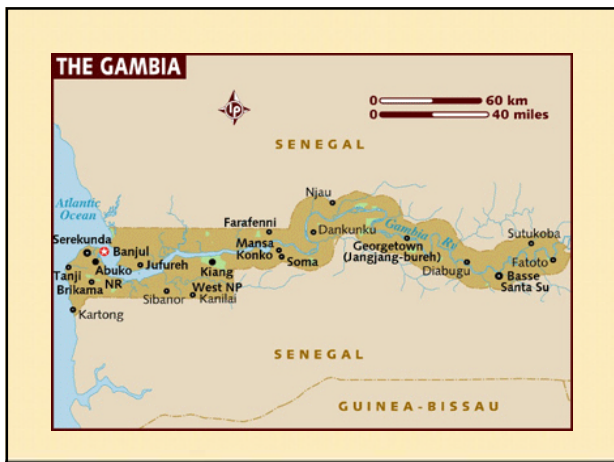 THE GAMBIA
lp
0 60 km
0 40 miles
SENEGAL
Njau
Atlantic
Ocean
Farafenni
Dankunku
Gambia Rv
Sutukoba
Serekunda
Banjul
Mansa
Konko
Georgetown
(Jangjang-bureh)
Abuko
Jufureh
Soma
Fatoto
Tanji
NR
Kiang
West NP
Diabugu
Basse
Santa Su
Brikama
Sibanor
Kanilai
Kartong
SENEGAL
GUINEA-BISSAU